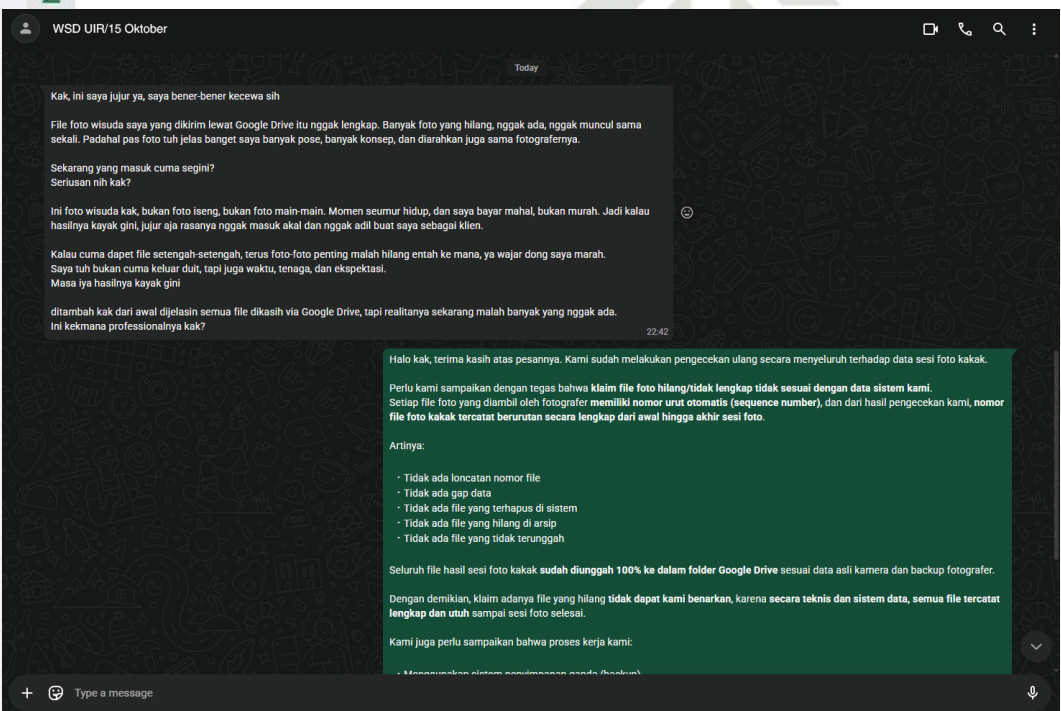 WSD UIR/15 Oktober
Today
Kak, ini saya jujur ya, saya bener-bener kecewa sih
File foto wisuda saya yang dikirim lewat Google Drive itu nggak lengkap. Banyak foto yang hilang, nggak ada, nggak muncul sama
sekali. Padahal pas foto tuh jelas banget saya banyak pose, banyak konsep, dan diarahkan juga sama fotografernya.
Sekarang yang masuk cuma segini?
Seriusan nih kak?
Ini foto wisuda kak, bukan foto iseng, bukan foto main-main. Momen seumur hidup, dan saya bayar mahal, bukan murah. Jadi kalau
hasilnya kayak gini, jujur aja rasanya nggak masuk akal dan nggak adil buat saya sebagai klien.
Kalau cuma dapet file setengah-setengah, terus foto-foto penting malah hilang entah ke mana, ya wajar dong saya marah.
Saya tuh bukan cuma keluar duit, tapi juga waktu, tenaga, dan ekspektasi.
Masa iya hasilnya kayak gini
ditambah kak dari awal dijelasin semua file dikasih via Google Drive, tapi realitanya sekarang malah banyak yang nggak ada.
Ini kekmana professionalnya kak?
22:42
Halo kak, terima kasih atas pesannya. Kami sudah melakukan pengecekan ulang secara menyeluruh terhadap data sesi foto kakak.
Perlu kami sampaikan dengan tegas bahwa klaim file foto hilang/tidak lengkap tidak sesuai dengan data sistem kami.
Setiap file foto yang diambil oleh fotografer memiliki nomor urut otomatis (sequence number), dan dari hasil pengecekan kami, nomor
file foto kakak tercatat berurutan secara lengkap dari awal hingga akhir sesi foto.
Artinya:
· Tidak ada loncatan nomor file
· Tidak ada gap data
· Tidak ada file yang terhapus di sistem
· Tidak ada file yang hilang di arsip
· Tidak ada file yang tidak terunggah
Seluruh file hasil sesi foto kakak sudah diunggah 100% ke dalam folder Google Drive sesuai data asli kamera dan backup fotografer.
Dengan demikian, klaim adanya file yang hilang tidak dapat kami benarkan, karena secara teknis dan sistem data, semua file tercatat
lengkap dan utuh sampai sesi foto selesai.
Kami juga perlu sampaikan bahwa proses kerja kami:
· Menggunakan sistem penyimpanan ganda (backup)
Type a message